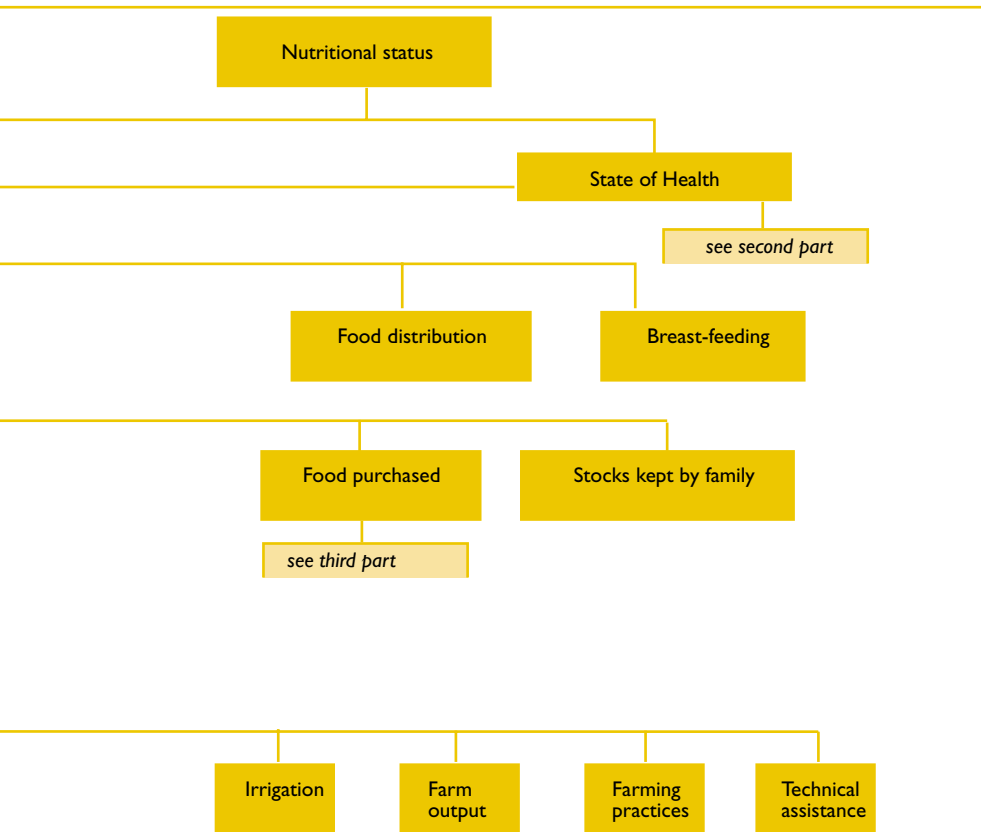 Nutritional status
State of Health
see second part
Food distribution
Breast-feeding
Food purchased
Stocks kept by family
see third part
Irrigation
Farm
output
Farming
practices
Technical
assistance